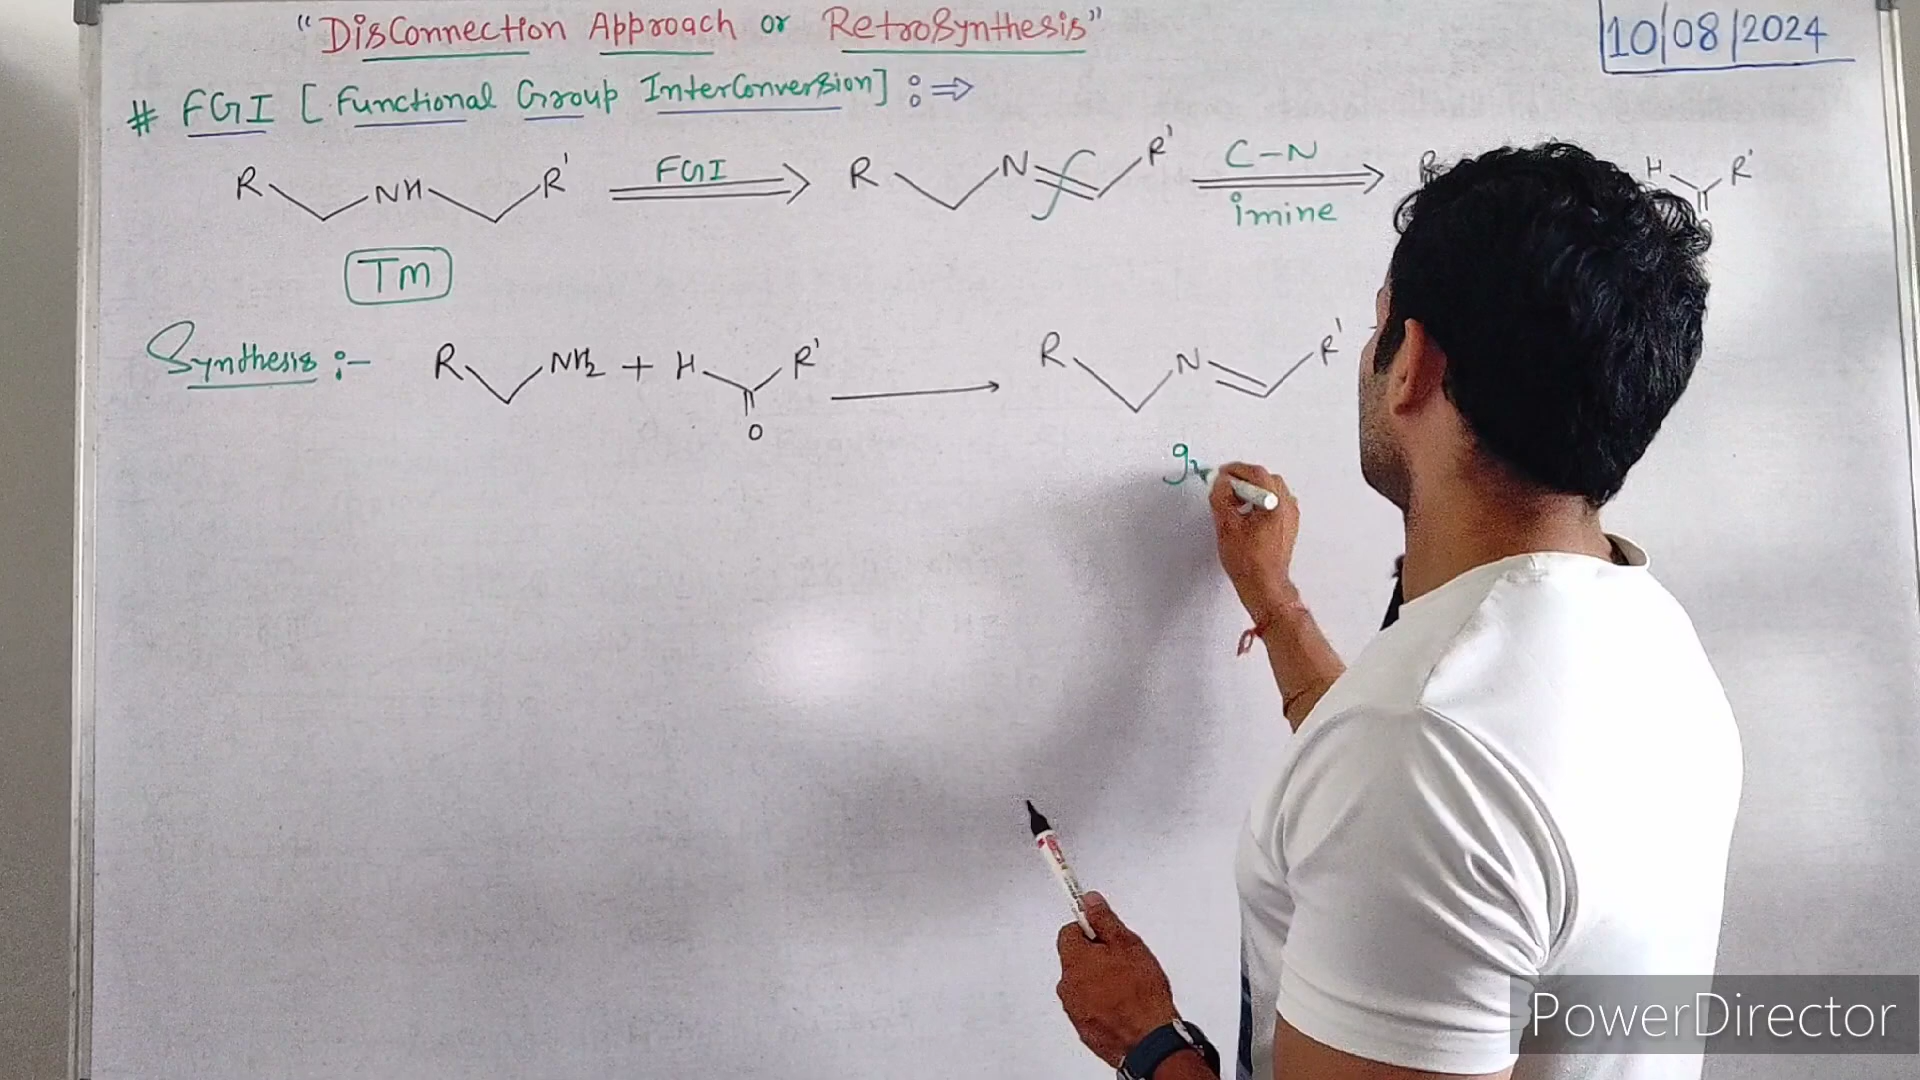 "DisConnection Approach or RetroSynthesis"
10/08/2024
# FGI [Functional Group InterConversion] :⇒
R NH R' FGI R N R' C-N imine H R'
Tm
Synthesis :- R NH2 + H R' O R N R'
PowerDirector